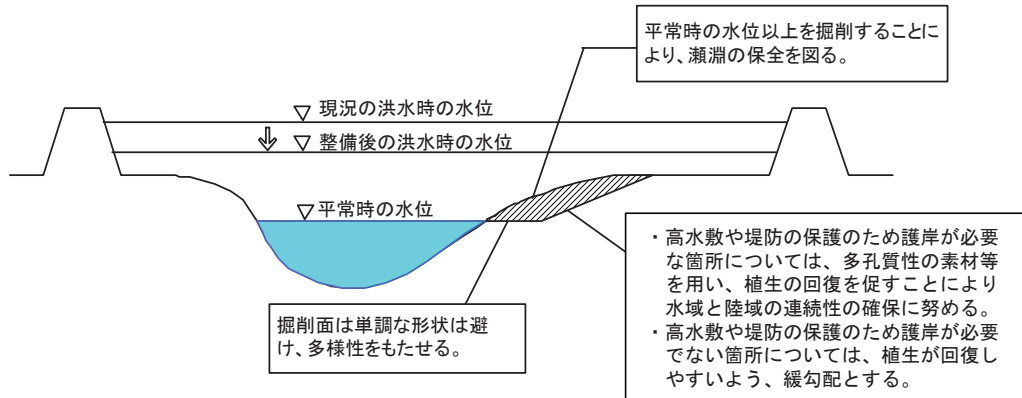 平常時の水位以上を掘削することに
より、瀬淵の保全を図る。
▽ 現況の洪水時の水位
▽ 整備後の洪水時の水位
▽平常時の水位
・高水敷や堤防の保護のため護岸が必要
な箇所については、多孔質性の素材等
を用い、植生の回復を促すことにより
水域と陸域の連続性の確保に努める。
・高水敷や堤防の保護のため護岸が必要
でない箇所については、植生が回復し
やすいよう、緩勾配とする。
掘削面は単調な形状は避
け、多様性をもたせる。